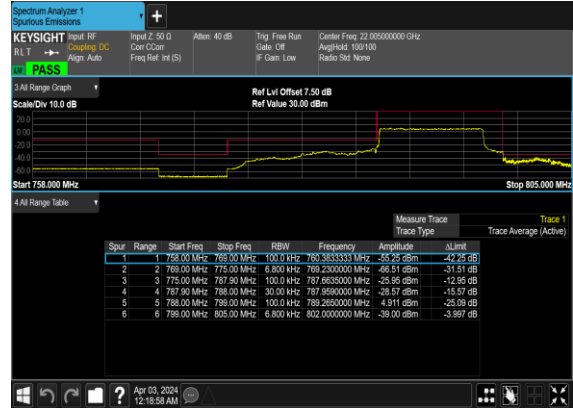 Spectrum Analyzer 1
Spurious Emissions
KEYSIGHT Input: RF Input Z: 50 Ω Atten: 40 dB Trig: Free Run Center Freq: 22.005000000 GHz
RLT Coupling: DC Corr CCorr Gate: Off Avg|Hold: 100/100
Align: Auto Freq Ref: Int (S) IF Gain: Low Radio Std: None
PASS
3 All Range Graph
Ref Lvl Offset 7.50 dB
Scale/Div 10.0 dB Ref Value 30.00 dBm
20.0
0.00
-20.0
-40.0
-60.0
Start 758.000 MHz Stop 805.000 MHz
4 All Range Table
Measure Trace Trace 1
Trace Type Trace Average (Active)
Spur Range Start Freq Stop Freq RBW Frequency Amplitude ΔLimit
1 1 758.00 MHz 769.00 MHz 100.0 kHz 760.3833333 MHz -55.25 dBm -42.25 dB
2 2 769.00 MHz 775.00 MHz 6.800 kHz 769.2300000 MHz -66.51 dBm -31.51 dB
3 3 775.00 MHz 787.90 MHz 100.0 kHz 787.6635000 MHz -25.95 dBm -12.95 dB
4 4 787.90 MHz 788.00 MHz 30.00 kHz 787.9590000 MHz -28.57 dBm -15.57 dB
5 5 788.00 MHz 799.00 MHz 100.0 kHz 789.2650000 MHz 4.911 dBm -25.09 dB
6 6 799.00 MHz 805.00 MHz 6.800 kHz 802.0000000 MHz -39.00 dBm -3.997 dB
? Apr 03, 2024
12:18:58 AM